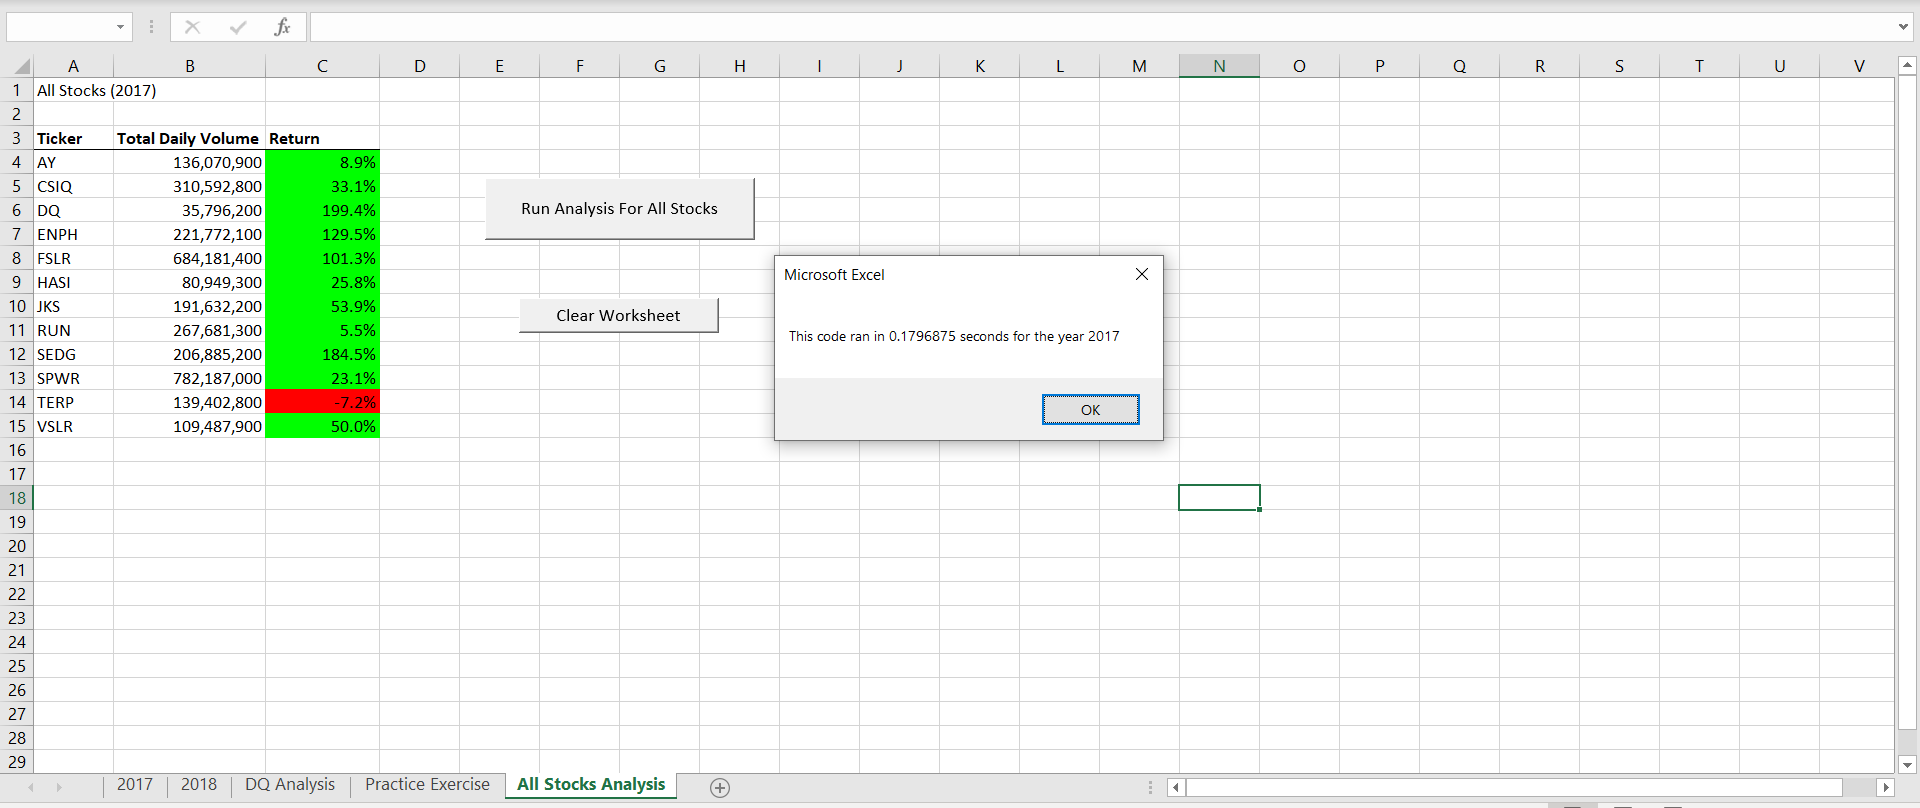 fx
A B C D E F G H I J K L M N O P Q R S T U V
1 All Stocks (2017)
2
3 Ticker Total Daily Volume Return
4 AY 136,070,900 8.9%
5 CSIQ 310,592,800 33.1%
6 DQ 35,796,200 199.4%
7 ENPH 221,772,100 129.5%
8 FSLR 684,181,400 101.3%
9 HASI 80,949,300 25.8%
10 JKS 191,632,200 53.9%
11 RUN 267,681,300 5.5%
12 SEDG 206,885,200 184.5%
13 SPWR 782,187,000 23.1%
14 TERP 139,402,800 -7.2%
15 VSLR 109,487,900 50.0%
16
17
18
19
20
21
22
23
24
25
26
27
28
29
Run Analysis For All Stocks
Clear Worksheet
Microsoft Excel
This code ran in 0.1796875 seconds for the year 2017
OK
2017 2018 DQ Analysis Practice Exercise All Stocks Analysis